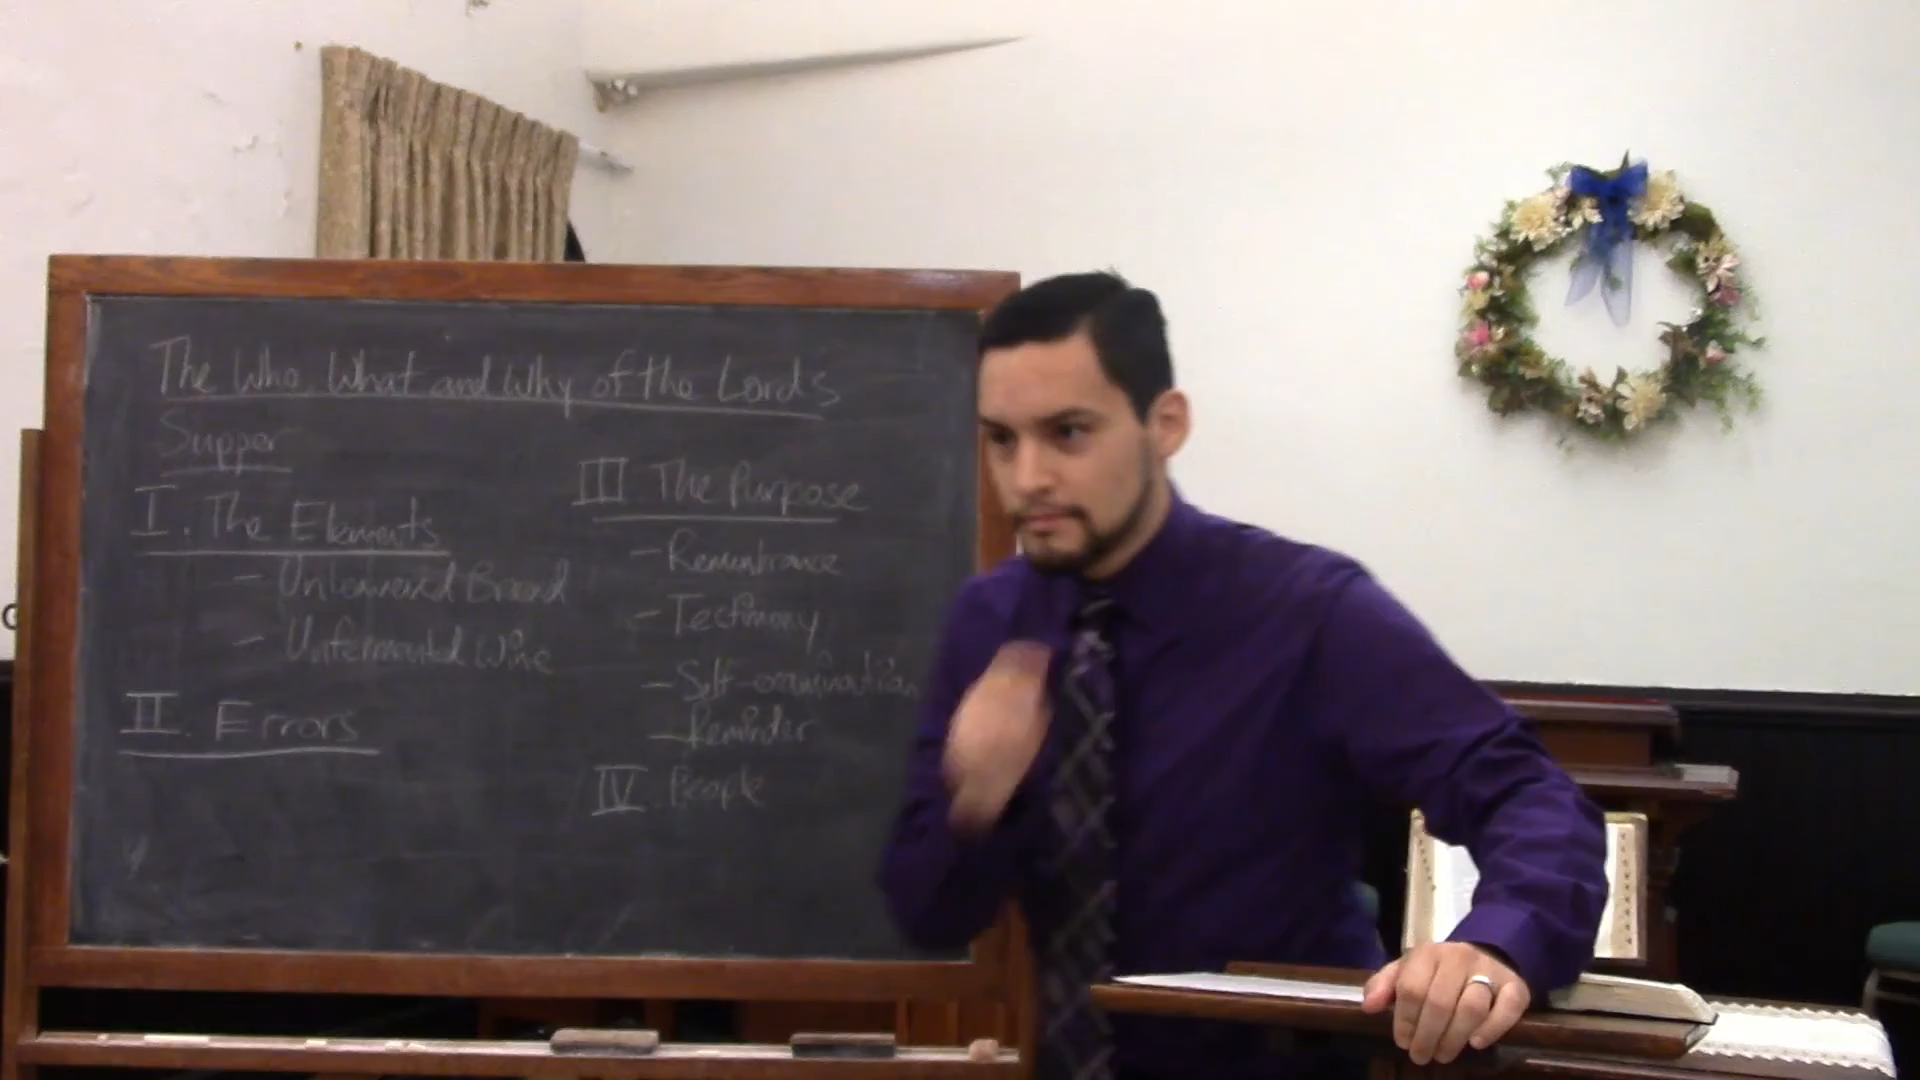 The Who, What and Why of the Lord's
Supper
I. The Elements
- Unleavened Bread
- Unfermented Wine
II. Errors
III The Purpose
- Remembrance
- Testimony
- Self-examination
- Reminder
IV. People